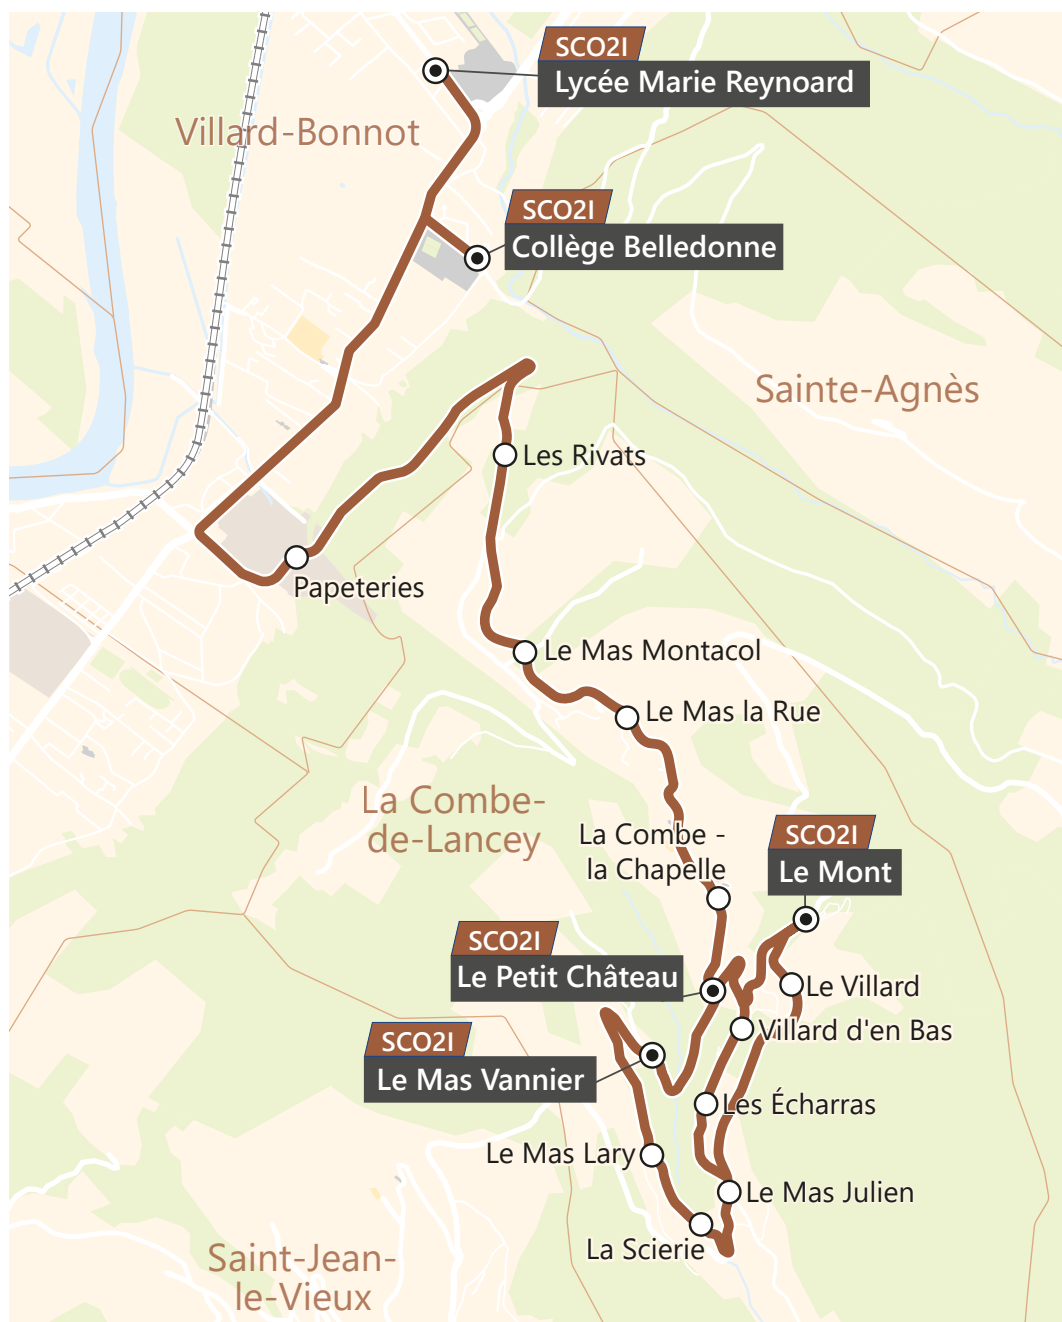 SCO2I
Lycée Marie Reynoard
Villard-Bonnot
SCO2I
Collège Belledonne
Sainte-Agnès
Les Rivats
Papeteries
Le Mas Montacol
Le Mas la Rue
La Combe-
de-Lancey
La Combe -
la Chapelle
SCO2I
Le Mont
SCO2I
Le Petit Château
Le Villard
Villard d'en Bas
SCO2I
Le Mas Vannier
Les Écharras
Le Mas Lary
Le Mas Julien
La Scierie
Saint-Jean-
le-Vieux